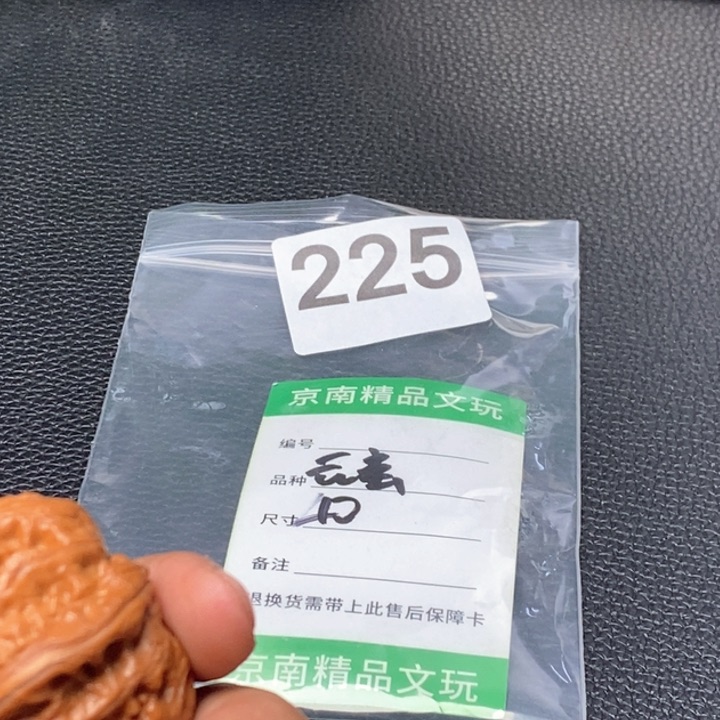 225
京南精品文玩
编号
品种
尺寸
备注
退换货需带上此售后保障卡
京南精品文玩